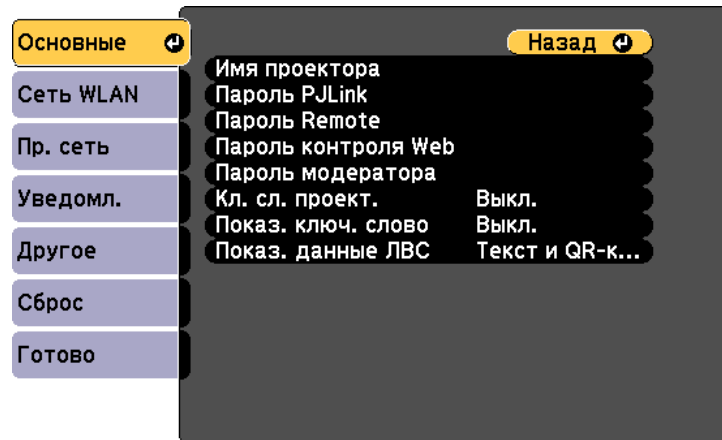 Основные
Назад
Имя проектора
Пароль PJLink
Пароль Remote
Пароль контроля Web
Пароль модератора
Кл. сл. проект. Выкл.
Показ. ключ. слово Выкл.
Показ. данные ЛВС Текст и QR-к...
Сеть WLAN
Пр. сеть
Уведомл.
Другое
Сброс
Готово